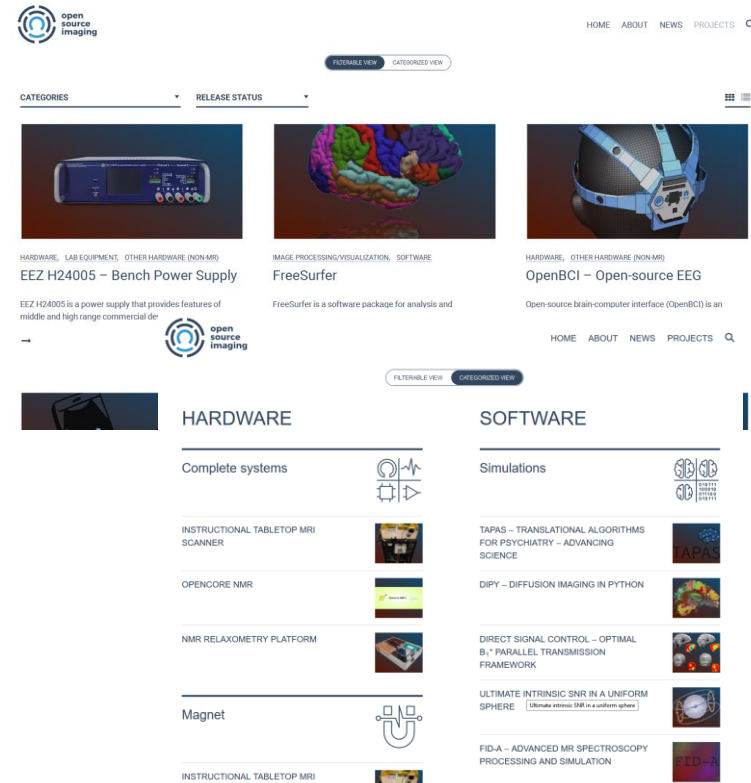 open
source
imaging
HOME ABOUT NEWS PROJECTS
FILTERABLE VIEW CATEGORIZED VIEW
CATEGORIES RELEASE STATUS
HARDWARE, LAB EQUIPMENT, OTHER HARDWARE (NON-MR)
EEZ H24005 – Bench Power Supply
EEZ H24005 is a power supply that provides features of
middle and high range commercial
→
IMAGE PROCESSING/VISUALIZATION, SOFTWARE
FreeSurfer
FreeSurfer is a software package for analysis and
HARDWARE, OTHER HARDWARE (NON-MR)
OpenBCI – Open-source EEG
Open-source brain-computer interface (OpenBCI) is an
open
source
imaging
HOME ABOUT NEWS PROJECTS
FILTERABLE VIEW CATEGORIZED VIEW
HARDWARE
Complete systems
INSTRUCTIONAL TABLETOP MRI
SCANNER
OPENCORE NMR
NMR RELAXOMETRY PLATFORM
Magnet
INSTRUCTIONAL TABLETOP MRI
SOFTWARE
Simulations
010111
100010
011100
010111
TAPAS – TRANSLATIONAL ALGORITHMS
FOR PSYCHIATRY – ADVANCING
SCIENCE
TAPAS
DIPY – DIFFUSION IMAGING IN PYTHON
DIRECT SIGNAL CONTROL – OPTIMAL
B₁⁺ PARALLEL TRANSMISSION
FRAMEWORK
ULTIMATE INTRINSIC SNR IN A UNIFORM
SPHERE Ultimate intrinsic SNR in a uniform sphere
FID-A – ADVANCED MR SPECTROSCOPY
PROCESSING AND SIMULATION
FID-A